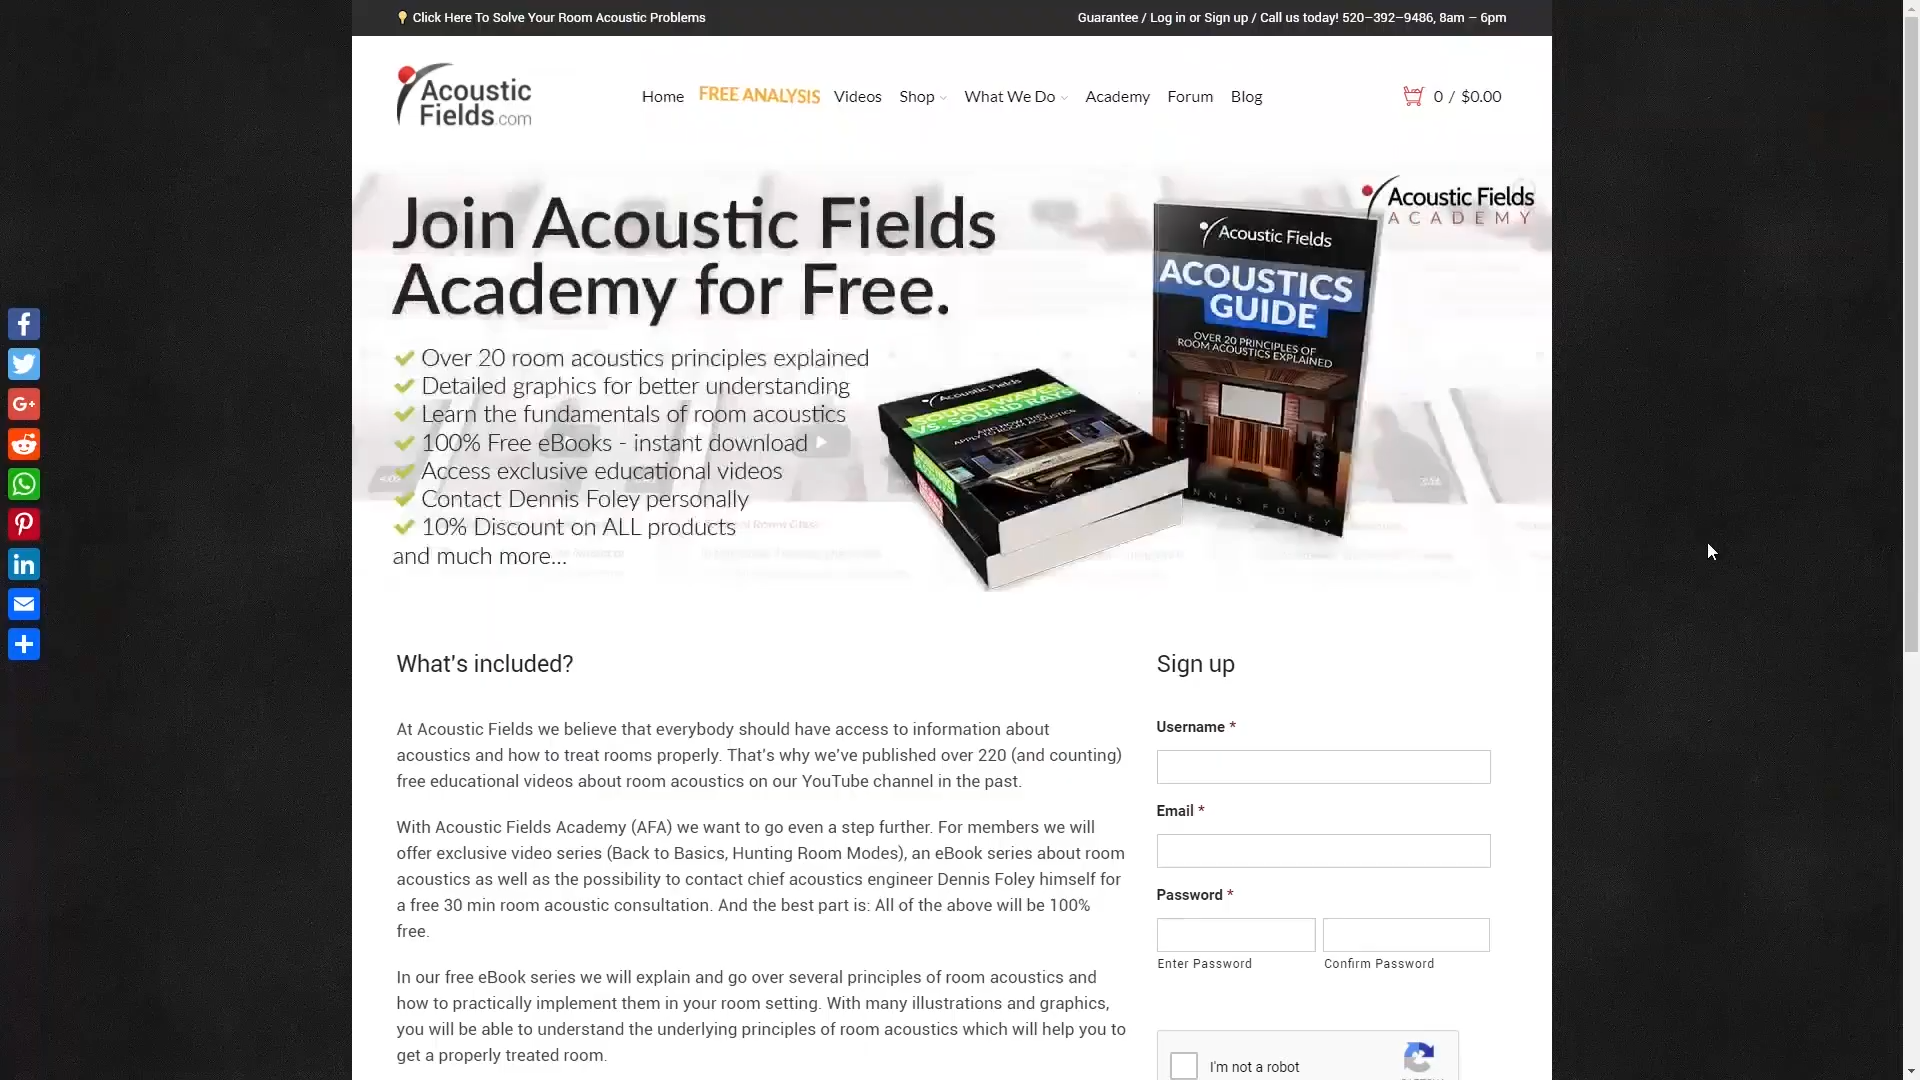 Click Here To Solve Your Room Acoustic Problems
Guarantee / Log in or Sign up / Call us today! 520–392–9486, 8am – 6pm
Acoustic
Fields.com
Home FREE ANALYSIS Videos Shop What We Do Academy Forum Blog
0 / $0.00
Join Acoustic Fields
Academy for Free.
Over 20 room acoustics principles explained
Detailed graphics for better understanding
Learn the fundamentals of room acoustics
100% Free eBooks - instant download
Access exclusive educational videos
Contact Dennis Foley personally
10% Discount on ALL products
and much more...
Acoustic Fields
ACADEMY
Acoustic Fields
ACOUSTICS
GUIDE
OVER 20 PRINCIPLES OF
ROOM ACOUSTICS EXPLAINED
Acoustic Fields
SOUND WAVES
VS. SOUND RAYS
AND HOW THEY
APPLY TO ROOM ACOUSTICS
What's included?
At Acoustic Fields we believe that everybody should have access to information about
acoustics and how to treat rooms properly. That's why we've published over 220 (and counting)
free educational videos about room acoustics on our YouTube channel in the past.
With Acoustic Fields Academy (AFA) we want to go even a step further. For members we will
offer exclusive video series (Back to Basics, Hunting Room Modes), an eBook series about room
acoustics as well as the possibility to contact chief acoustics engineer Dennis Foley himself for
a free 30 min room acoustic consultation. And the best part is: All of the above will be 100%
free.
In our free eBook series we will explain and go over several principles of room acoustics and
how to practically implement them in your room setting. With many illustrations and graphics,
you will be able to understand the underlying principles of room acoustics which will help you to
get a properly treated room.
Sign up
Username *
Email *
Password *
Enter Password
Confirm Password
I'm not a robot